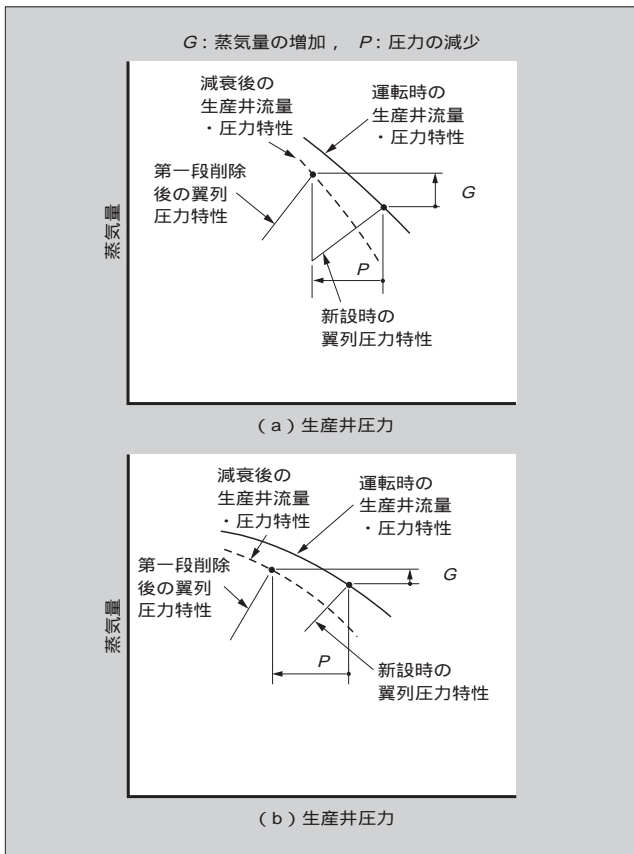 G：蒸気量の増加， P：圧力の減少
減衰後の
生産井流量
・圧力特性
運転時の
生産井流量
・圧力特性
第一段削除
後の翼列
圧力特性
G
P
新設時の
翼列圧力特性
蒸気量
（a）生産井圧力
減衰後の
生産井流量
・圧力特性
運転時の
生産井流量
・圧力特性
第一段削除
後の翼列
圧力特性
G
P
新設時の
翼列圧力特性
蒸気量
（b）生産井圧力